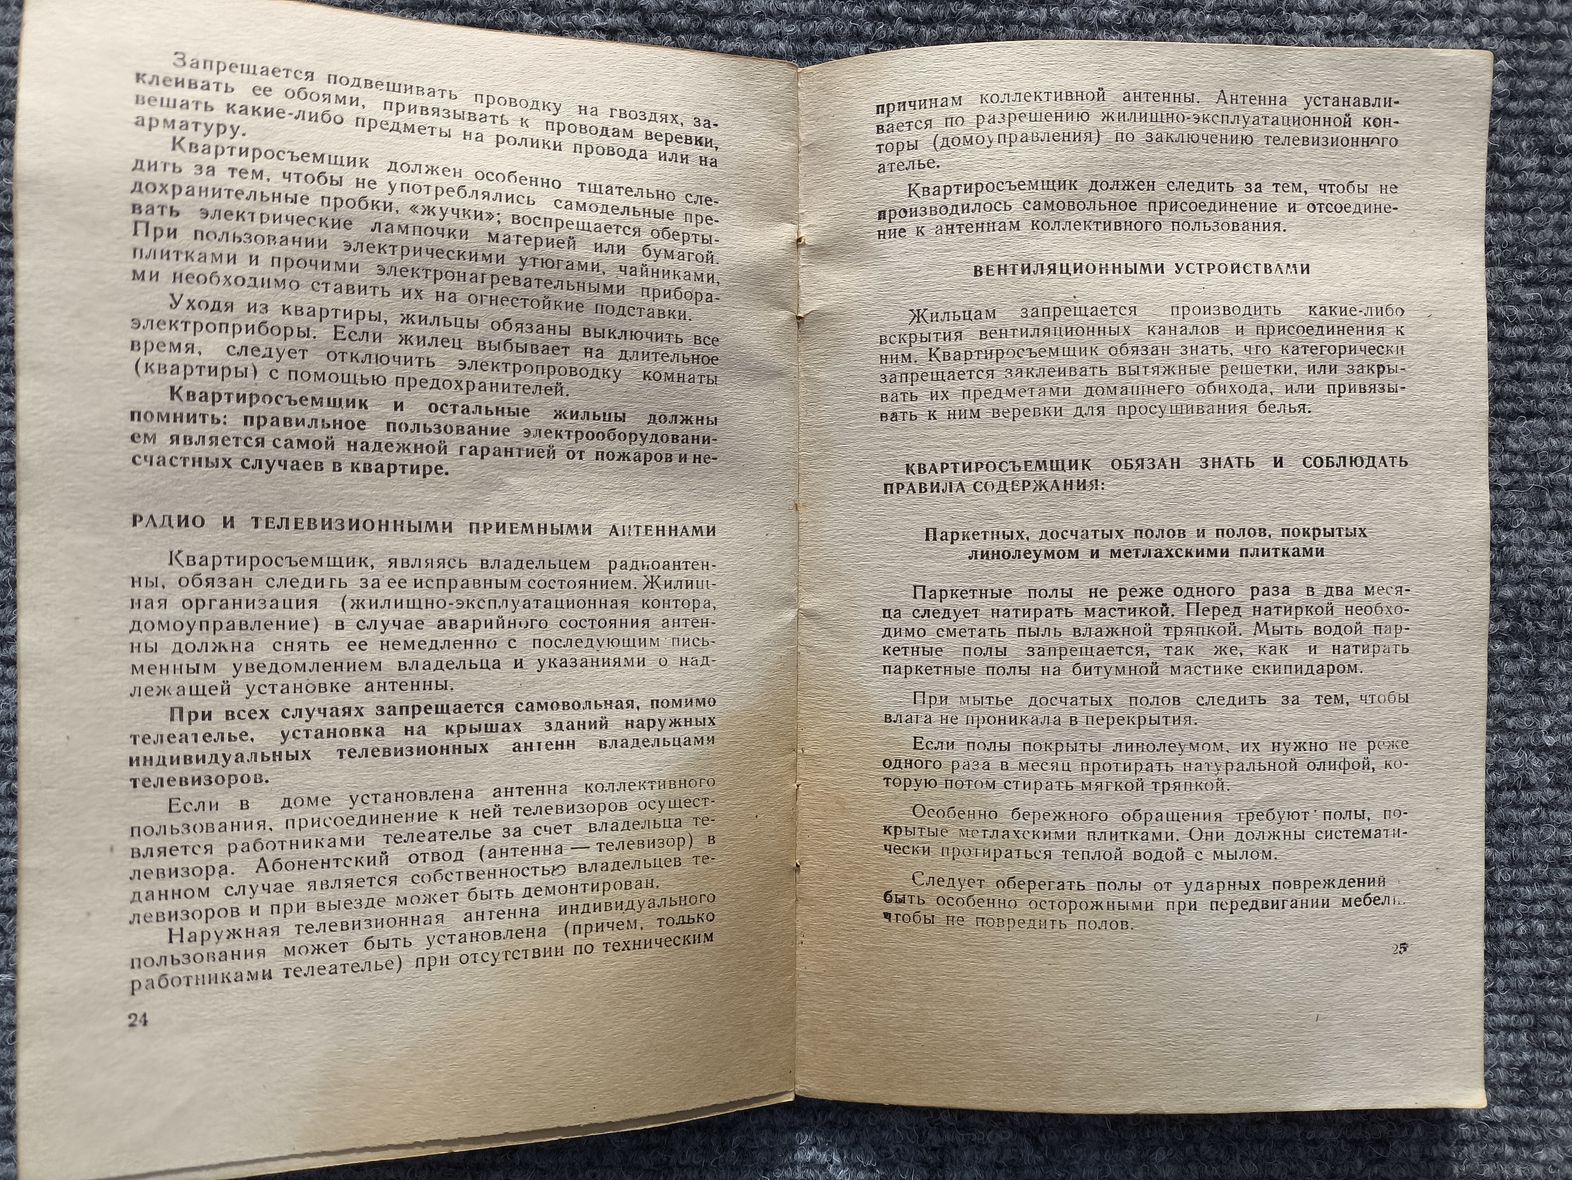 Запрещается подвешивать проводку на гвоздях, за-
клеивать ее обоями, привязывать к проводам веревки,
вешать какие-либо предметы на ролики провода или на
арматуру.
Квартиросъемщик должен особенно тщательно сле-
дить за тем, чтобы не употреблялись самодельные пре-
дохранительные пробки, «жучки»; воспрещается оберты-
вать электрические лампочки материей или бумагой.
При пользовании электрическими утюгами, чайниками,
плитками и прочими электронагревательными прибора-
ми необходимо ставить их на огнестойкие подставки.
Уходя из квартиры, жильцы обязаны выключить все
электроприборы. Если жилец выбывает на длительное
время, следует отключить электропроводку комнаты
(квартиры) с помощью предохранителей.
Квартиросъемщик и остальные жильцы должны
помнить: правильное пользование электрооборудовани-
ем является самой надежной гарантией от пожаров и не-
счастных случаев в квартире.
РАДИО И ТЕЛЕВИЗИОННЫМИ ПРИЕМНЫМИ АНТЕННАМИ
Квартиросъемщик, являясь владельцем радиоантен-
ны, обязан следить за ее исправным состоянием. Жилищ-
ная организация (жилищно-эксплуатационная контора,
домоуправление) в случае аварийного состояния антен-
ны должна снять ее немедленно с последующим пись-
менным уведомлением владельца и указаниями о над-
лежащей установке антенны.
При всех случаях запрещается самовольная, помимо
телеателье, установка на крышах зданий наружных
индивидуальных телевизионных антенн владельцами
телевизоров.
Если в доме установлена антенна коллективного
пользования, присоединение к ней телевизоров осущест-
вляется работниками телеателье за счет владельца те-
левизора. Абонентский отвод (антенна — телевизор) в
данном случае является собственностью владельцев те-
левизоров и при выезде может быть демонтирован.
Наружная телевизионная антенна индивидуального
пользования может быть установлена (причем, только
работниками телеателье) при отсутствии по техническим
24
причинам коллективной антенны. Антенна устанавли-
вается по разрешению жилищно-эксплуатационной кон-
торы (домоуправления) по заключению телевизионного
ателье.
Квартиросъемщик должен следить за тем, чтобы не
производилось самовольное присоединение и отсоедине-
ние к антеннам коллективного пользования.
ВЕНТИЛЯЦИОННЫМИ УСТРОЙСТВАМИ
Жильцам запрещается производить какие-либо
вскрытия вентиляционных каналов и присоединения к
ним. Квартиросъемщик обязан знать, что категорически
запрещается заклеивать вытяжные решетки, или закры-
вать их предметами домашнего обихода, или привязы-
вать к ним веревки для просушивания белья.
КВАРТИРОСЪЕМЩИК ОБЯЗАН ЗНАТЬ И СОБЛЮДАТЬ
ПРАВИЛА СОДЕРЖАНИЯ:
Паркетных, досчатых полов и полов, покрытых
линолеумом и метлахскими плитками
Паркетные полы не реже одного раза в два меся-
ца следует натирать мастикой. Перед натиркой необхо-
димо сметать пыль влажной тряпкой. Мыть водой пар-
кетные полы запрещается, так же, как и натирать
паркетные полы на битумной мастике скипидаром.
При мытье досчатых полов следить за тем, чтобы
влага не проникала в перекрытия.
Если полы покрыты линолеумом, их нужно не реже
одного раза в месяц протирать натуральной олифой, ко-
торую потом стирать мягкой тряпкой.
Особенно бережного обращения требуют полы, по-
крытые метлахскими плитками. Они должны системати-
чески протираться теплой водой с мылом.
Следует оберегать полы от ударных повреждений
быть особенно осторожными при передвигании мебели,
чтобы не повредить полов.
25